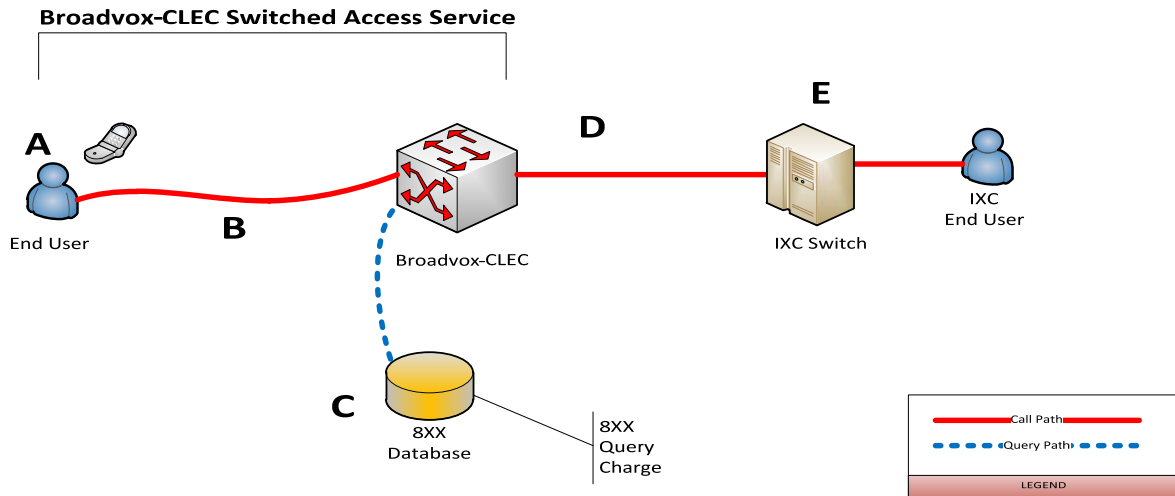 Broadvox-CLEC Switched Access Service
A
B
C
D
E
End User
Broadvox-CLEC
IXC Switch
IXC
End User
8XX
Database
8XX
Query
Charge
Call Path
Query Path
LEGEND